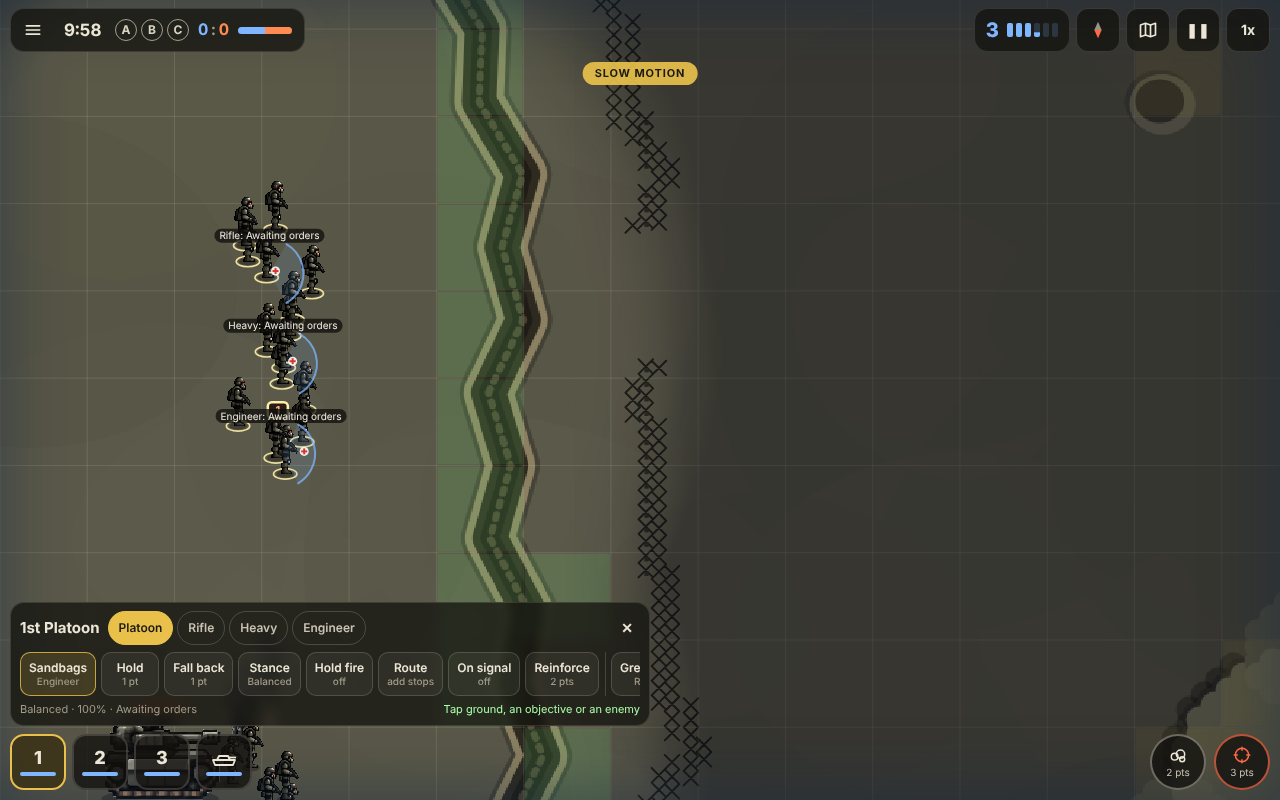 9:58 A B C 0:0
3
1x
SLOW MOTION
Rifle: Awaiting orders
Heavy: Awaiting orders
Engineer: Awaiting orders
1st Platoon Platoon Rifle Heavy Engineer
Sandbags Hold Fall back Stance Hold fire Route On signal Reinforce Gre
Engineer 1 pt 1 pt Balanced off add stops off 2 pts R
Balanced · 100% · Awaiting orders Tap ground, an objective or an enemy
1 2 3
2 pts 3 pts